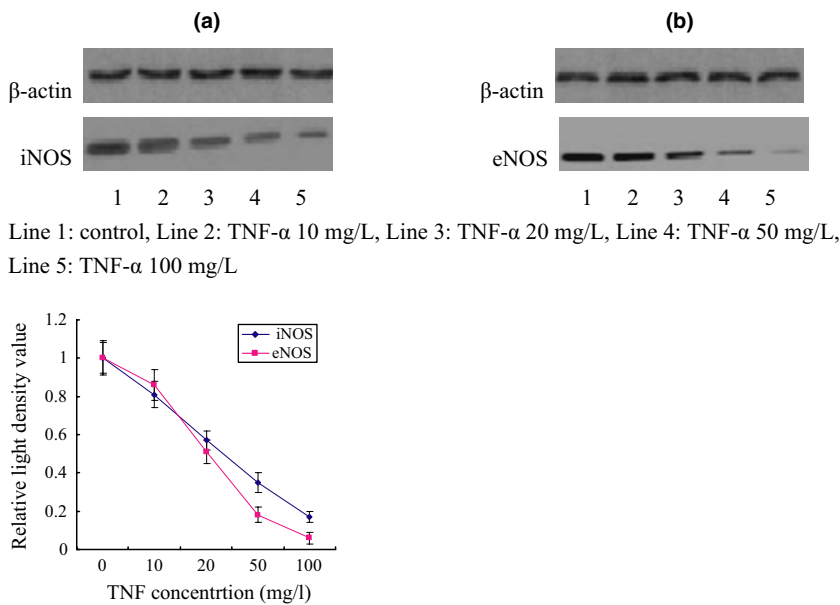 (a)
(b)
β-actin
β-actin
iNOS
eNOS
1 2 3 4 5
1 2 3 4 5
Line 1: control, Line 2: TNF-α 10 mg/L, Line 3: TNF-α 20 mg/L, Line 4: TNF-α 50 mg/L,
Line 5: TNF-α 100 mg/L
1.2
1
0.8
0.6
0.4
0.2
0
Relative light density value
iNOS
eNOS
0 10 20 50 100
TNF concentrtion (mg/l)